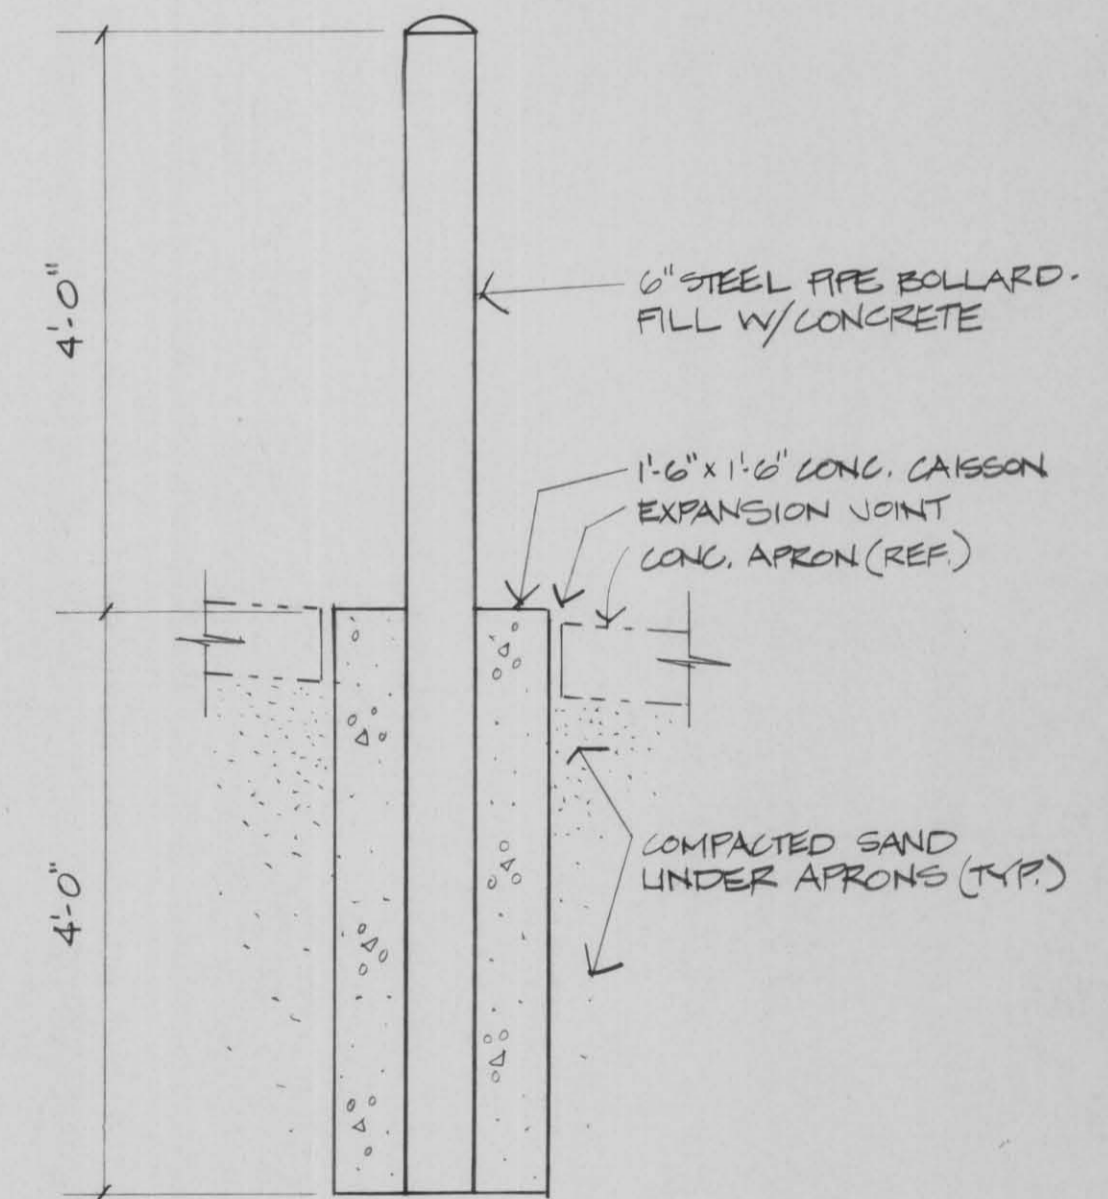 4'-0"
6" STEEL PIPE BOLLARD.
FILL W/CONCRETE
1'-6" x 1'-6" CONC. CAISSON
EXPANSION JOINT
CONC. APRON (REF.)
COMPACTED SAND
UNDER APRONS (TYP.)
4'-0"